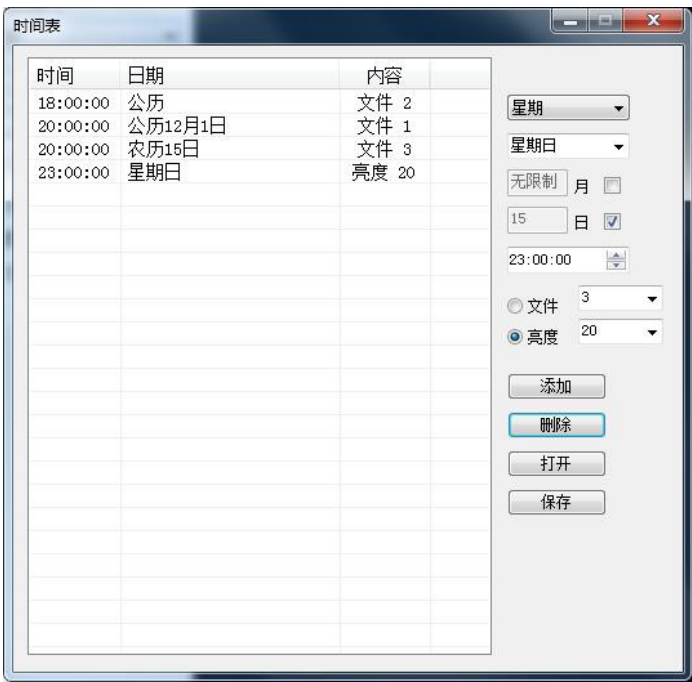 时间表
时间 日期 内容
18:00:00 公历 文件 2
20:00:00 公历12月1日 文件 1
20:00:00 农历15日 文件 3
23:00:00 星期日 亮度 20
星期
星期日
无限制 月
15 日
23:00:00
文件 3
亮度 20
添加
删除
打开
保存